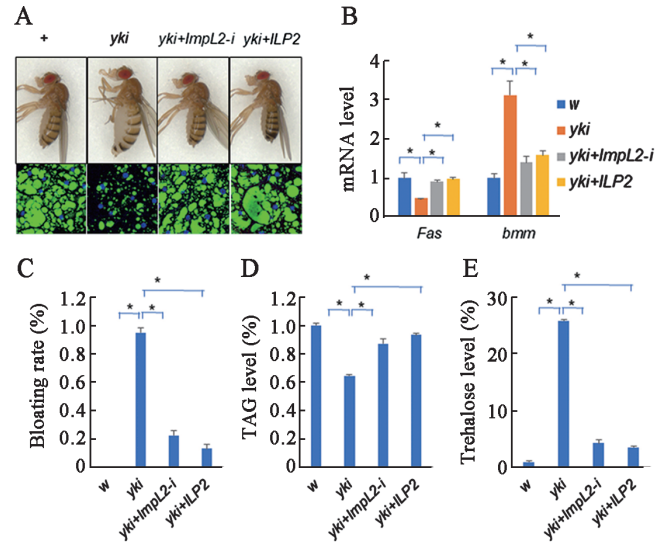 A
+ yki yki+ImpL2-i yki+ILP2
B
mRNA level
5
4
3
2
1
0
* * *
* * *
Fas bmm
w
yki
yki+ImpL2-i
yki+ILP2
C
Bloating rate (%)
1.2
1.0
0.8
0.6
0.4
0.2
0
* * *
w yki yki+ImpL2-i yki+ILP2
D
TAG level (%)
1.2
1.0
0.8
0.6
0.4
0.2
0
* * *
w yki yki+ImpL2-i yki+ILP2
E
Trehalose level (%)
30
20
10
0
* * *
w yki yki+ImpL2-i yki+ILP2